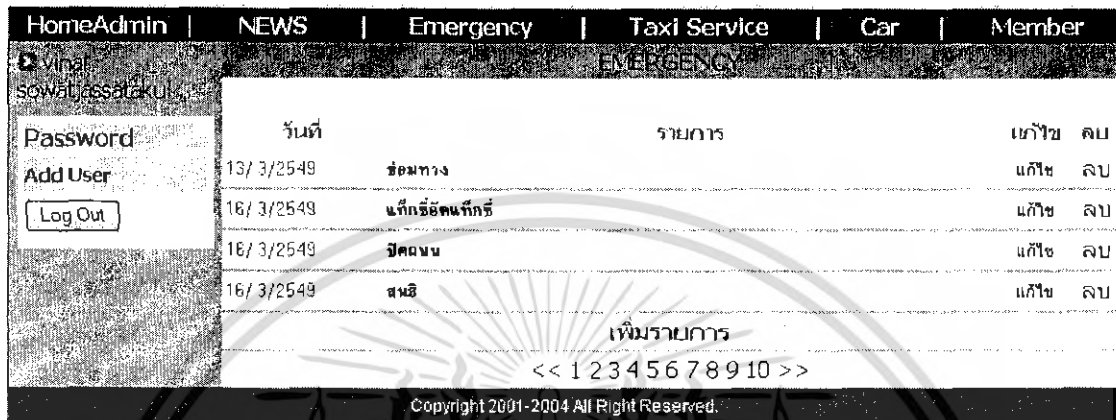 HomeAdmin | NEWS | Emergency | Taxi Service | Car | Member
vinai EMERGENCY
sowatjassatakul
Password
Add User
Log Out
วันที่ รายการ แก้ไข ลบ
13/ 3/2549 ซ่อมทาง แก้ไข ลบ
16/ 3/2549 แท็กซี่อัดแท็กซี่ แก้ไข ลบ
16/ 3/2549 ปิดถนน แก้ไข ลบ
16/ 3/2549 สนธิ แก้ไข ลบ
เพิ่มรายการ
<< 1 2 3 4 5 6 7 8 9 10 >>
Copyright 2001-2004 All Right Reserved.